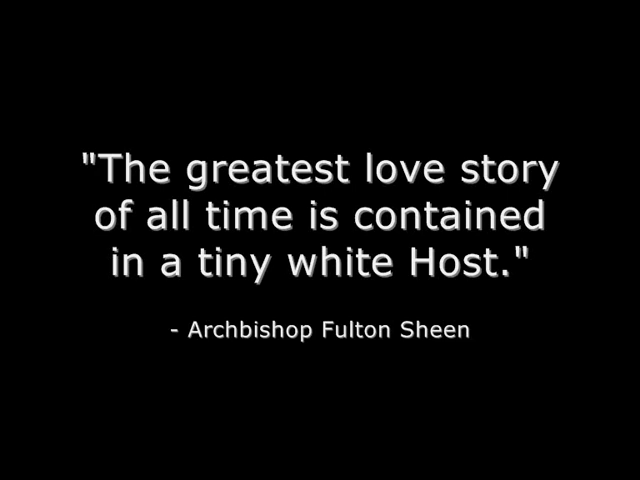 "The greatest love story
of all time is contained
in a tiny white Host."
- Archbishop Fulton Sheen